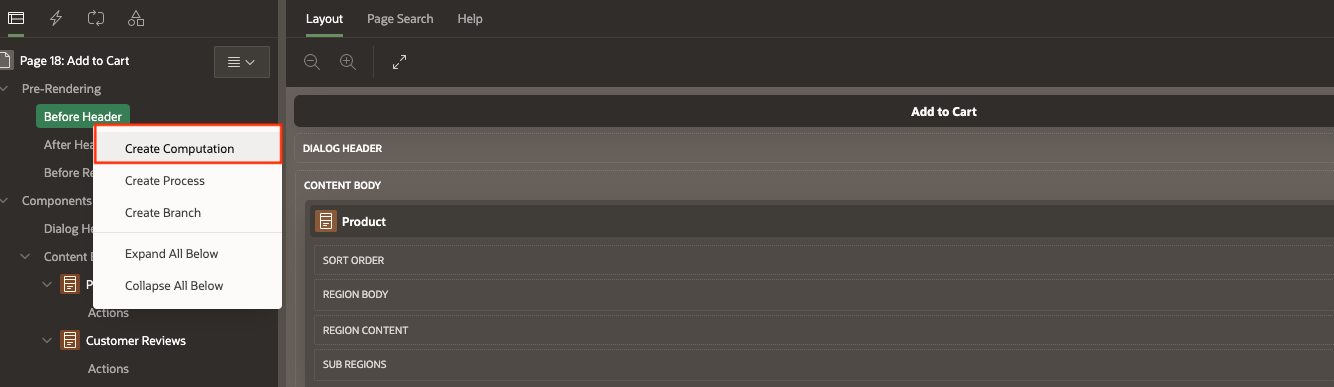 Layout
Page Search
Help
Page 18: Add to Cart
Pre-Rendering
Before Header
After Hea
Before Re
Components
Dialog He
Content
Actions
Customer Reviews
Actions
Create Computation
Create Process
Create Branch
Expand All Below
Collapse All Below
Add to Cart
DIALOG HEADER
CONTENT BODY
Product
SORT ORDER
REGION BODY
REGION CONTENT
SUB REGIONS